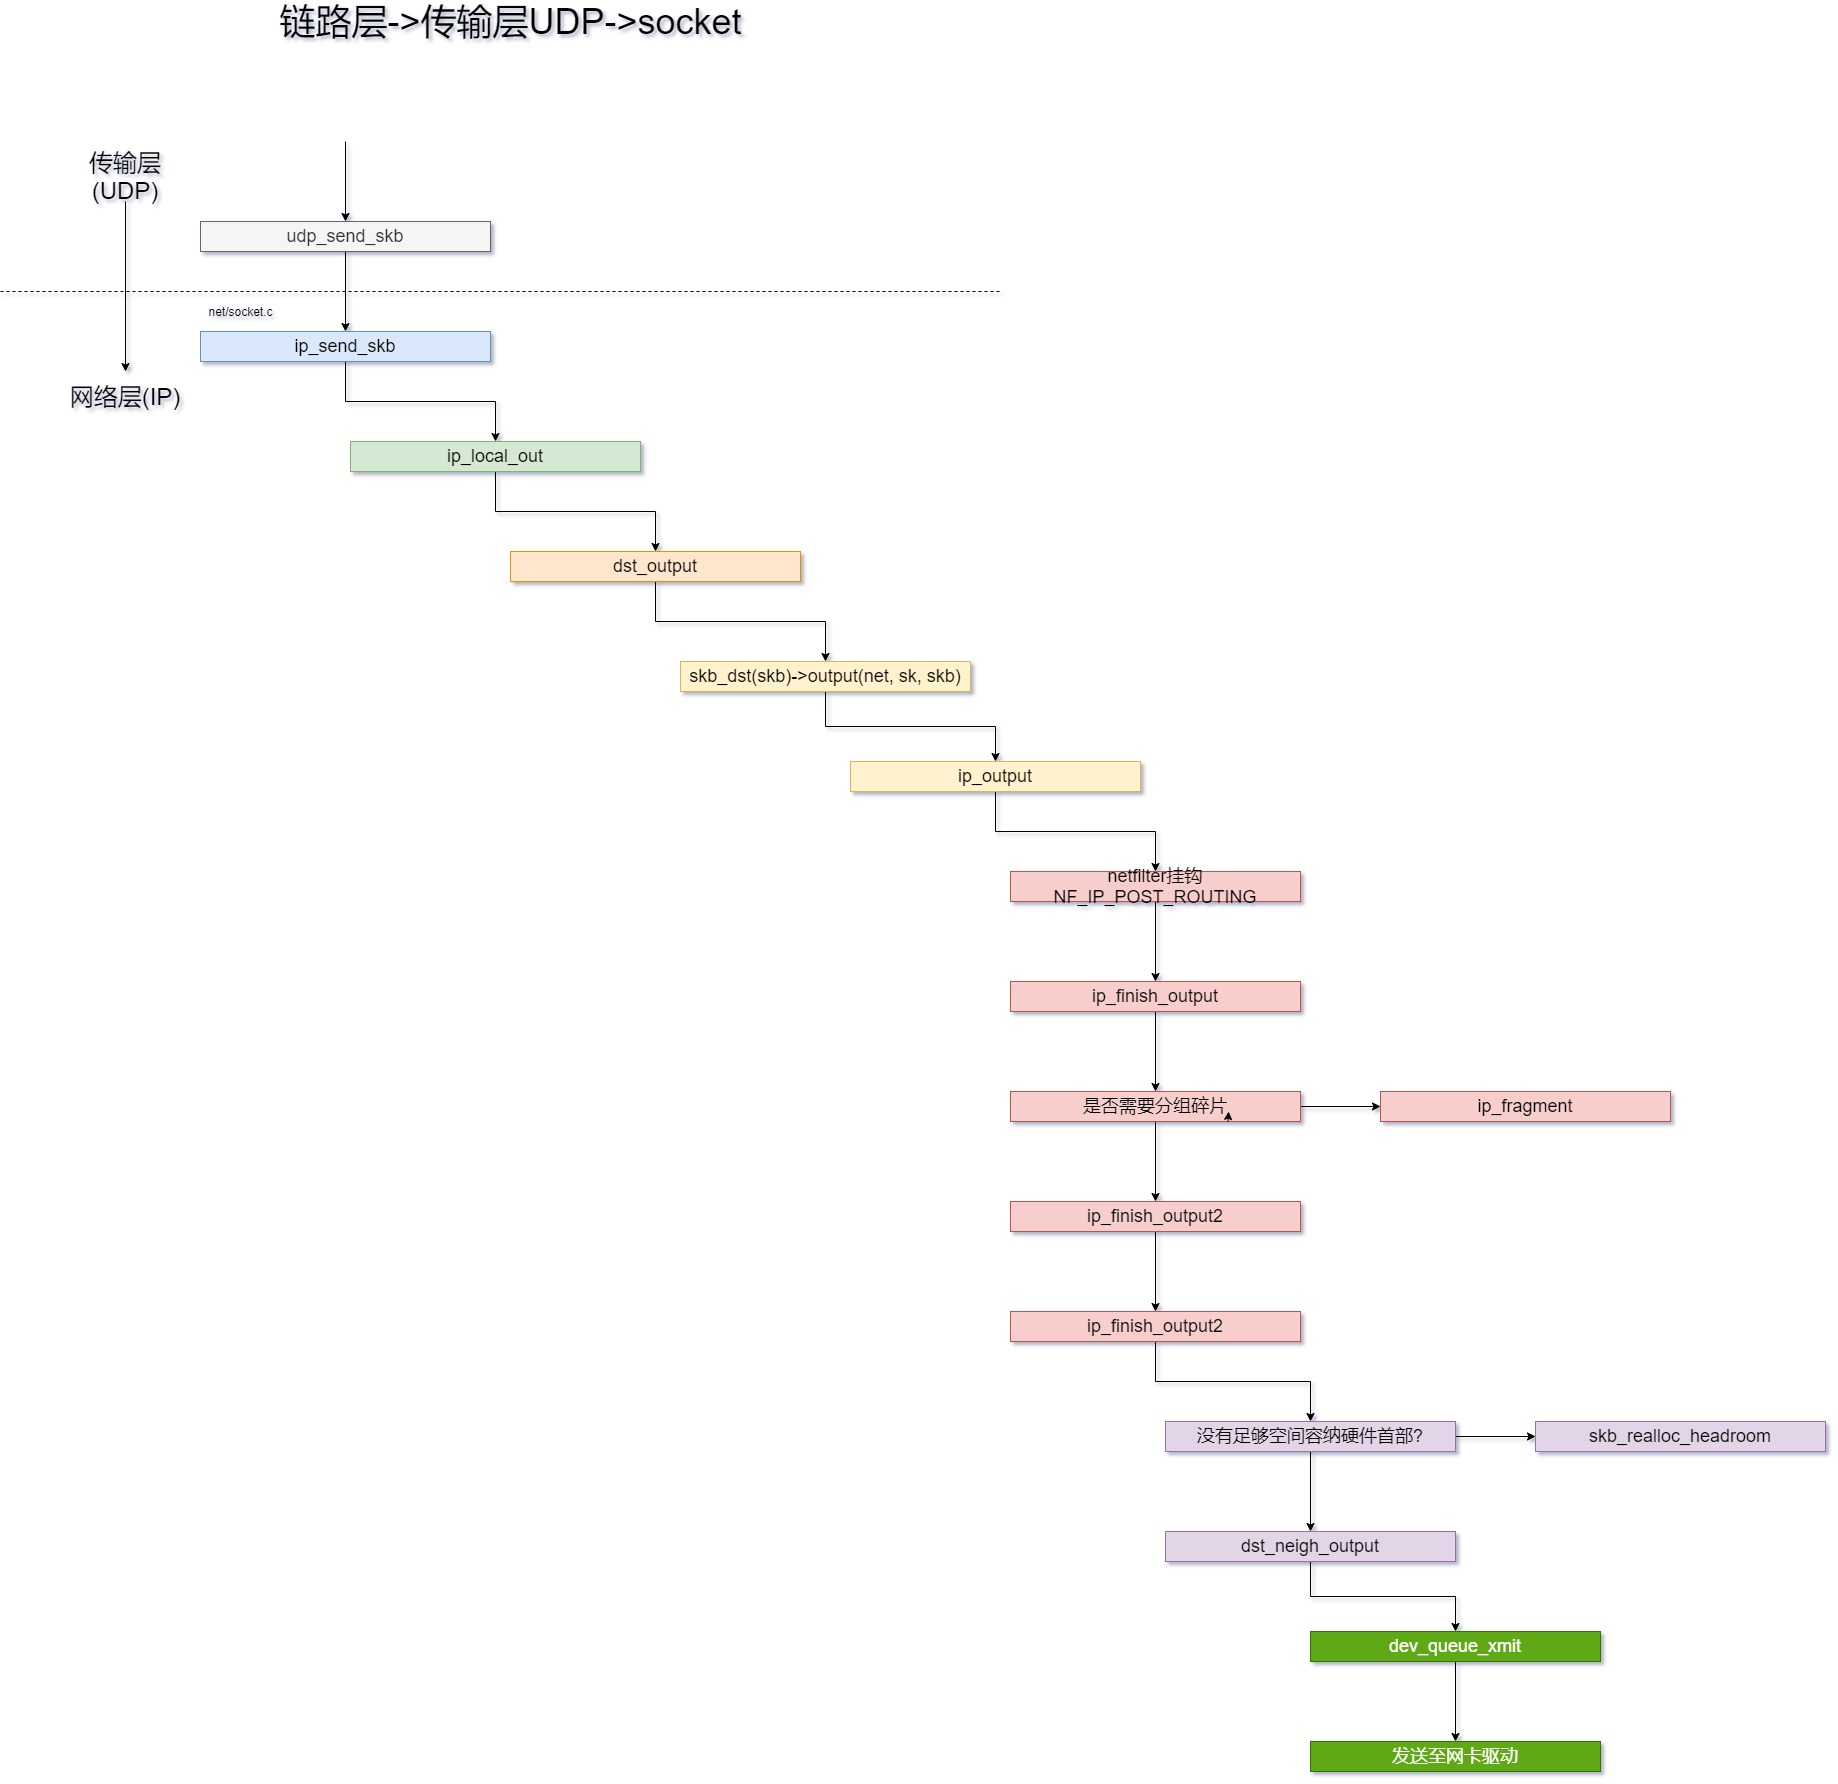 链路层->传输层UDP->socket
传输层
(UDP)
udp_send_skb
net/socket.c
ip_send_skb
网络层(IP)
ip_local_out
dst_output
skb_dst(skb)->output(net, sk, skb)
ip_output
netfilter挂钩
NF_IP_POST_ROUTING
ip_finish_output
是否需要分组碎片
ip_fragment
ip_finish_output2
ip_finish_output2
没有足够空间容纳硬件首部?
skb_realloc_headroom
dst_neigh_output
dev_queue_xmit
发送至网卡驱动